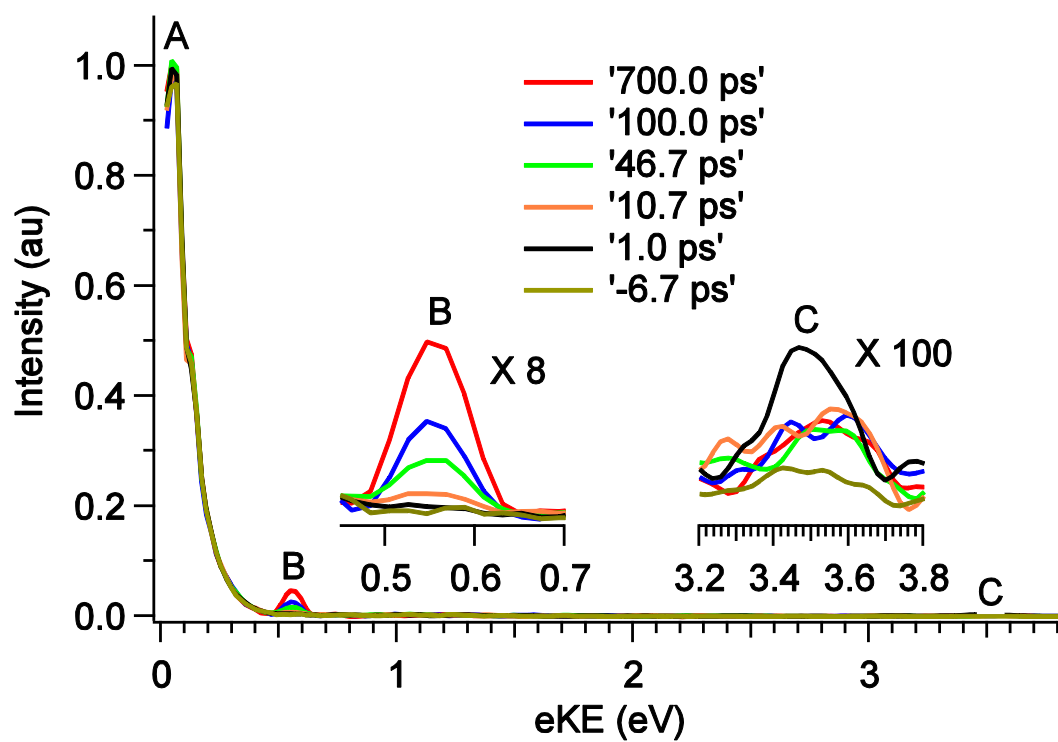 A
1.0
0.8
0.6
0.4
0.2
0.0
Intensity (au)
'700.0 ps'
'100.0 ps'
'46.7 ps'
'10.7 ps'
'1.0 ps'
'-6.7 ps'
B
X 8
0.5 0.6 0.7
C
X 100
3.2 3.4 3.6 3.8
B
C
0 1 2 3
eKE (eV)